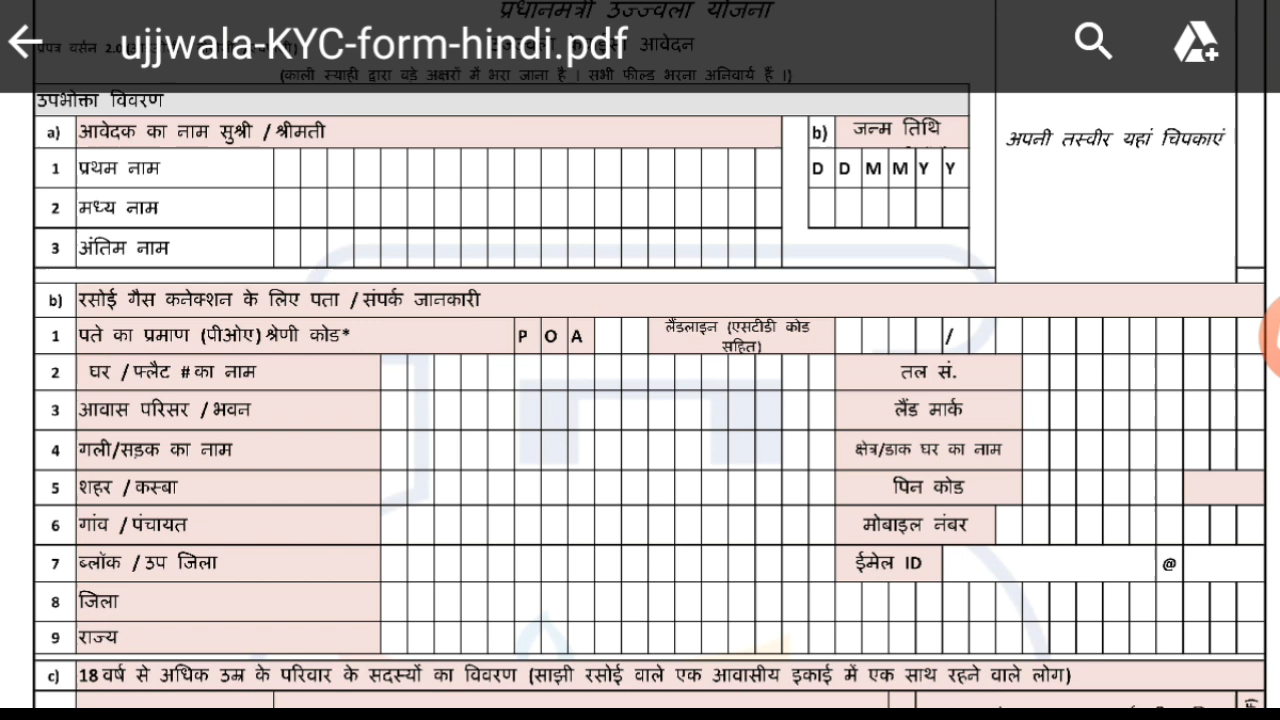 प्रधानमंत्री उज्ज्वला योजना
ujjwala-KYC-form-hindi.pdf
आवेदन
(काली स्याही द्वारा बड़े अक्षरों में भरा जाना है । सभी फील्ड भरना अनिवार्य हैं ।)
उपभोक्ता विवरण
a) आवेदक का नाम सुश्री / श्रीमती b) जन्म तिथि
अपनी तस्वीर यहां चिपकाएं
1 प्रथम नाम D D M M Y Y
2 मध्य नाम
3 अंतिम नाम
b) रसोई गैस कनेक्शन के लिए पता / संपर्क जानकारी
1 पते का प्रमाण (पीओए) श्रेणी कोड* P O A लैंडलाइन (एसटीडी कोड सहित) /
2 घर / फ्लैट # का नाम तल सं.
3 आवास परिसर / भवन लैंड मार्क
4 गली/सड़क का नाम क्षेत्र/डाक घर का नाम
5 शहर / कस्बा पिन कोड
6 गांव / पंचायत मोबाइल नंबर
7 ब्लॉक / उप जिला ईमेल ID @
8 जिला
9 राज्य
c) 18 वर्ष से अधिक उम्र के परिवार के सदस्यों का विवरण (साझी रसोई वाले एक आवासीय इकाई में एक साथ रहने वाले लोग)